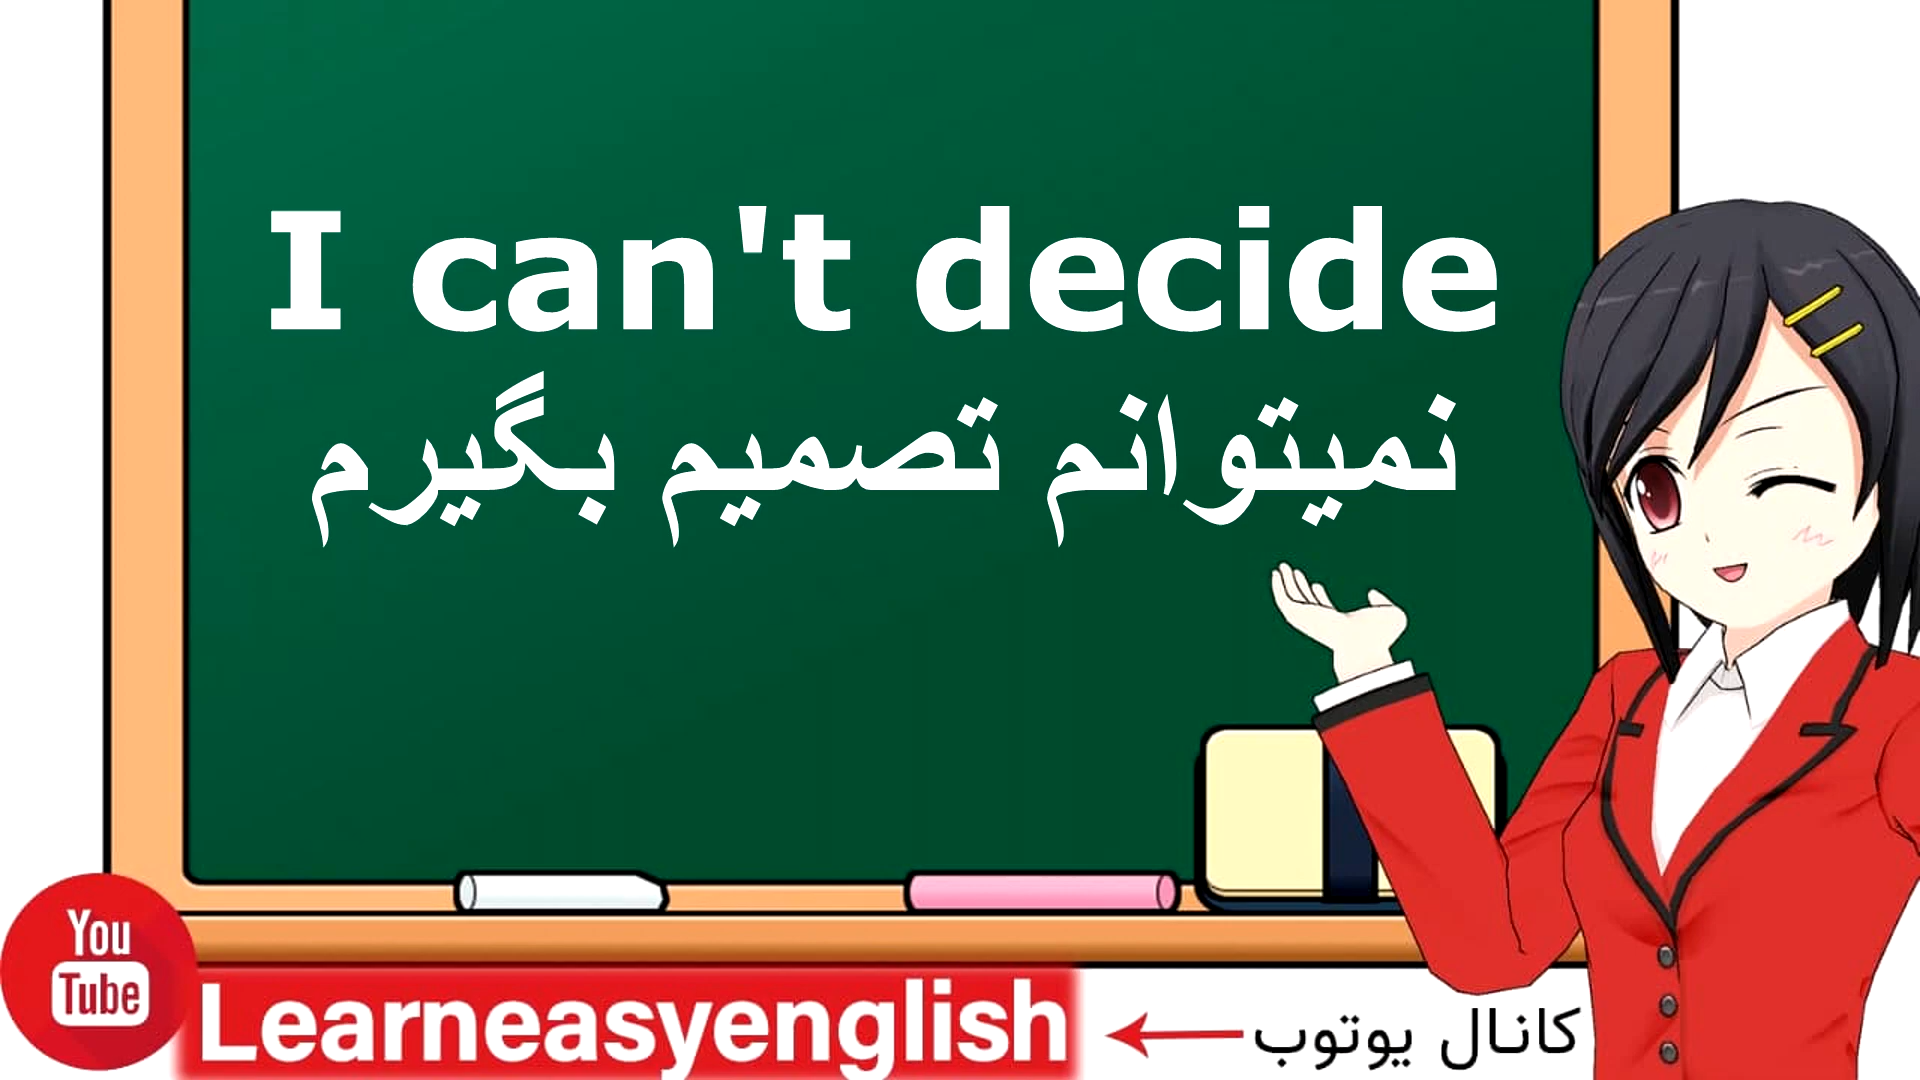 I can't decide
نمیتوانم تصمیم بگیرم
You
Tube
Learneasyenglish
کانال یوتوب